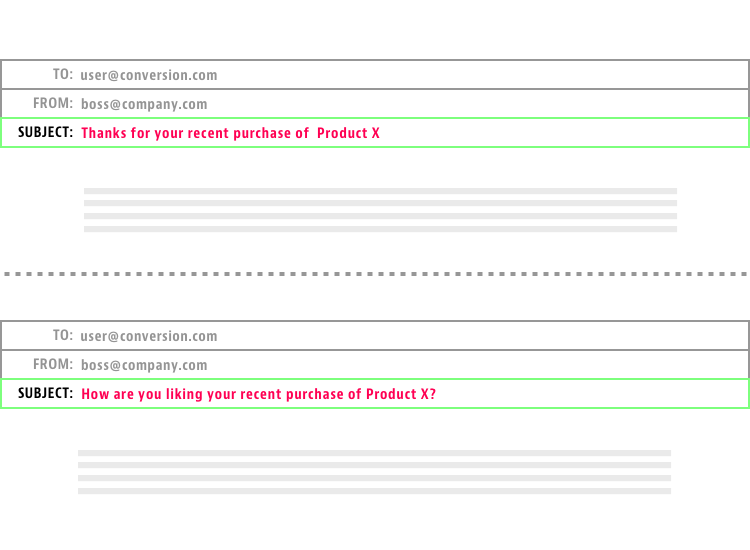 TO: user@conversion.com
FROM: boss@company.com
SUBJECT: Thanks for your recent purchase of  Product X
TO: user@conversion.com
FROM: boss@company.com
SUBJECT: How are you liking your recent purchase of Product X?